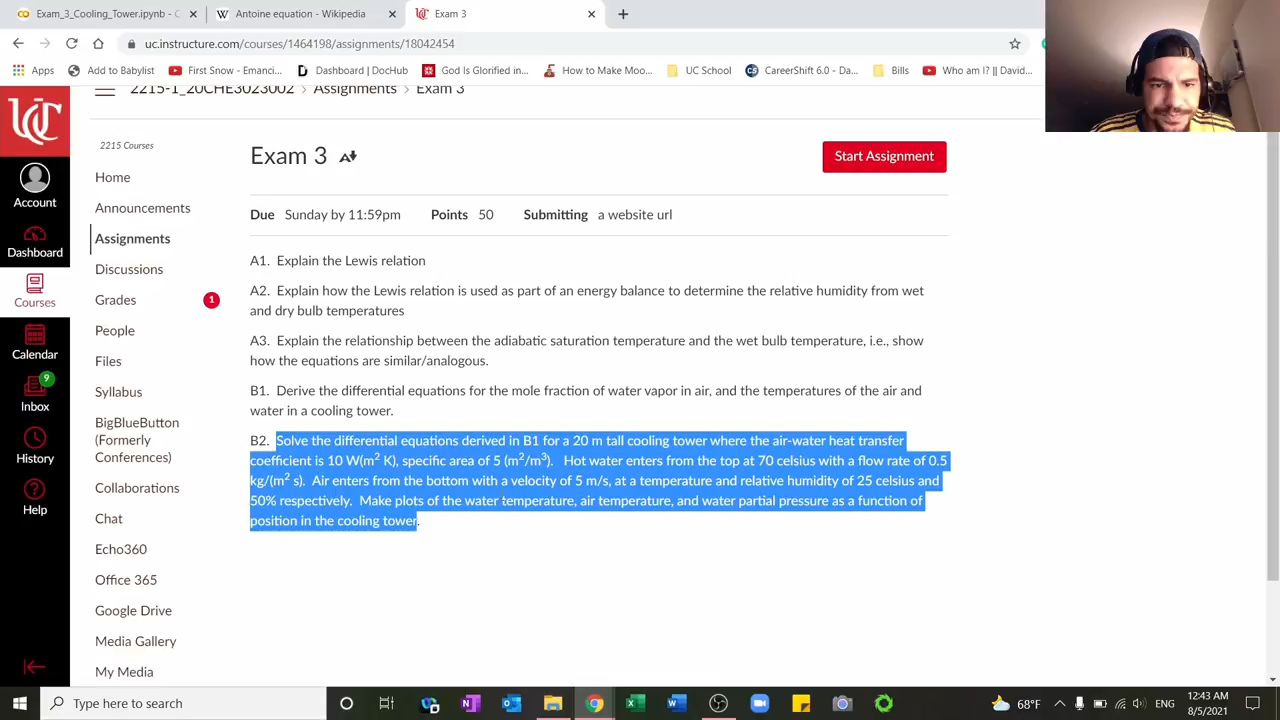 Exam_3_Cooling_Tower.ipynb - C
Antoine equation - Wikipedia
Exam 3
uc.instructure.com/courses/1464198/assignments/18042454
Apps
Add to Babylist
First Snow - Emanci...
Dashboard | DocHub
God Is Glorified in...
How to Make Moo...
UC School
CareerShift 6.0 - Da...
Bills
Who am I? || David...
2215-1_20CHE3023002 > Assignments > Exam 3
UC
Account
Dashboard
Courses
Calendar
9
Inbox
History
Help
2215 Courses
Home
Announcements
Assignments
Discussions
Grades 1
People
Files
Syllabus
BigBlueButton
(Formerly
Conferences)
Collaborations
Chat
Echo360
Office 365
Google Drive
Media Gallery
My Media
Exam 3
Start Assignment
Due Sunday by 11:59pm Points 50 Submitting a website url
A1. Explain the Lewis relation
A2. Explain how the Lewis relation is used as part of an energy balance to determine the relative humidity from wet
and dry bulb temperatures
A3. Explain the relationship between the adiabatic saturation temperature and the wet bulb temperature, i.e., show
how the equations are similar/analogous.
B1. Derive the differential equations for the mole fraction of water vapor in air, and the temperatures of the air and
water in a cooling tower.
B2. Solve the differential equations derived in B1 for a 20 m tall cooling tower where the air-water heat transfer
coefficient is 10 W(m² K), specific area of 5 (m²/m³). Hot water enters from the top at 70 celsius with a flow rate of 0.5
kg/(m² s). Air enters from the bottom with a velocity of 5 m/s, at a temperature and relative humidity of 25 celsius and
50% respectively. Make plots of the water temperature, air temperature, and water partial pressure as a function of
position in the cooling tower.
Type here to search
68°F
ENG
12:43 AM
8/5/2021